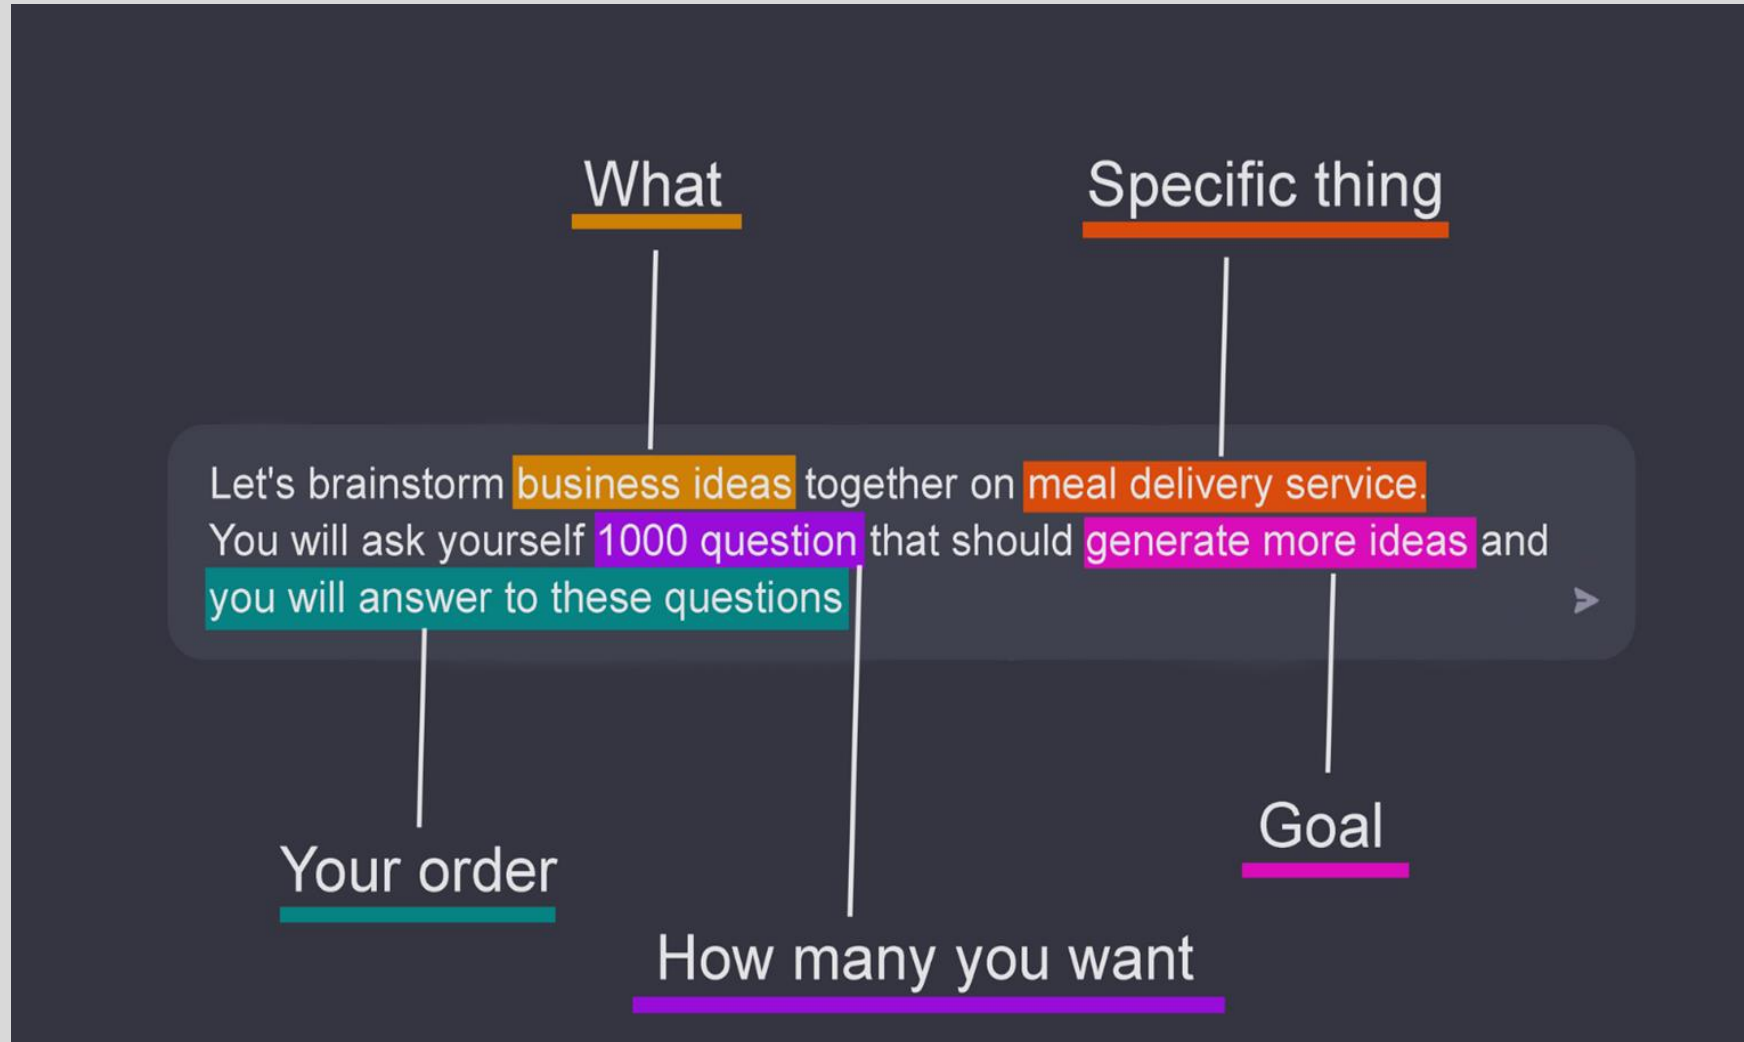 What
Specific thing
Let's brainstorm business ideas together on meal delivery service.
You will ask yourself 1000 question that should generate more ideas and
you will answer to these questions
Goal
Your order
How many you want